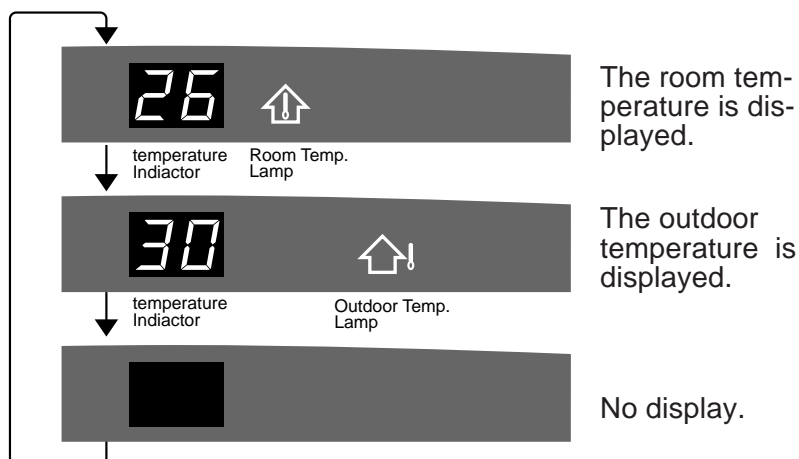 26
The room tem-
perature is dis-
played.
temperature
Indiactor
Room Temp.
Lamp
30
The outdoor
temperature is
displayed.
temperature
Indiactor
Outdoor Temp.
Lamp
No display.